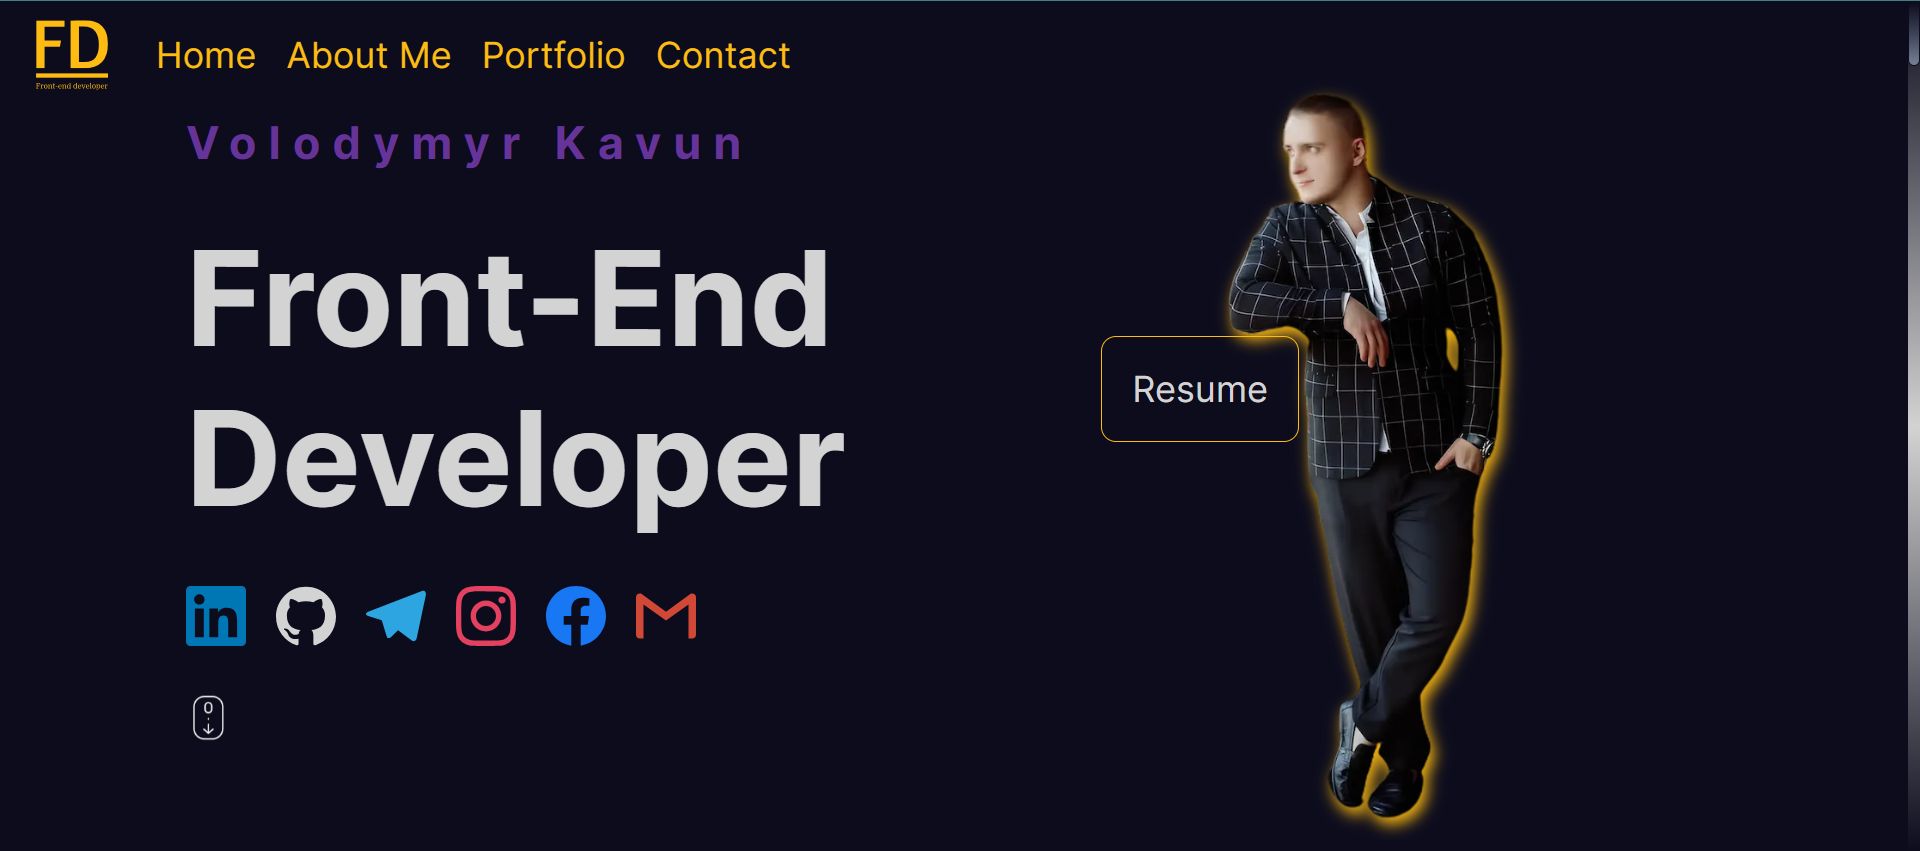 FD
Front-end developer
Home About Me Portfolio Contact
Volodymyr Kavun
Front-End
Developer
Resume